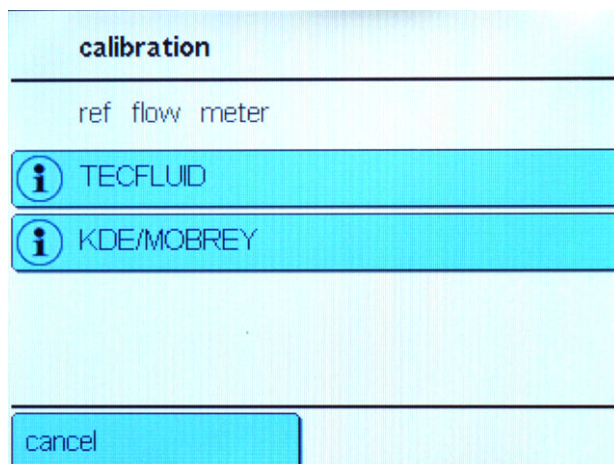 calibration
ref flow meter
TECFLUID
KDE/MOBREY
cancel